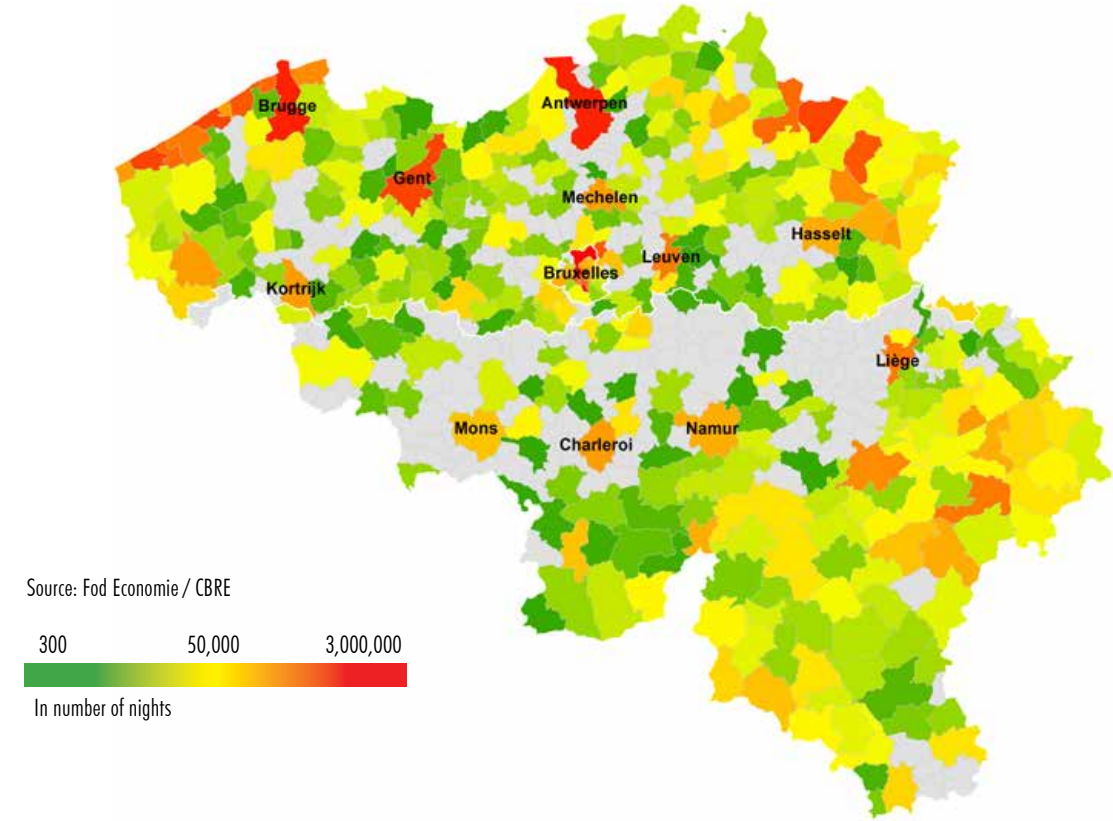 Antwerpen
Brugge
Gent
Mechelen
Hasselt
Leuven
Bruxelles
Kortrijk
Liège
Mons
Namur
Charleroi
Source: Fod Economie / CBRE
300 50,000 3,000,000
In number of nights